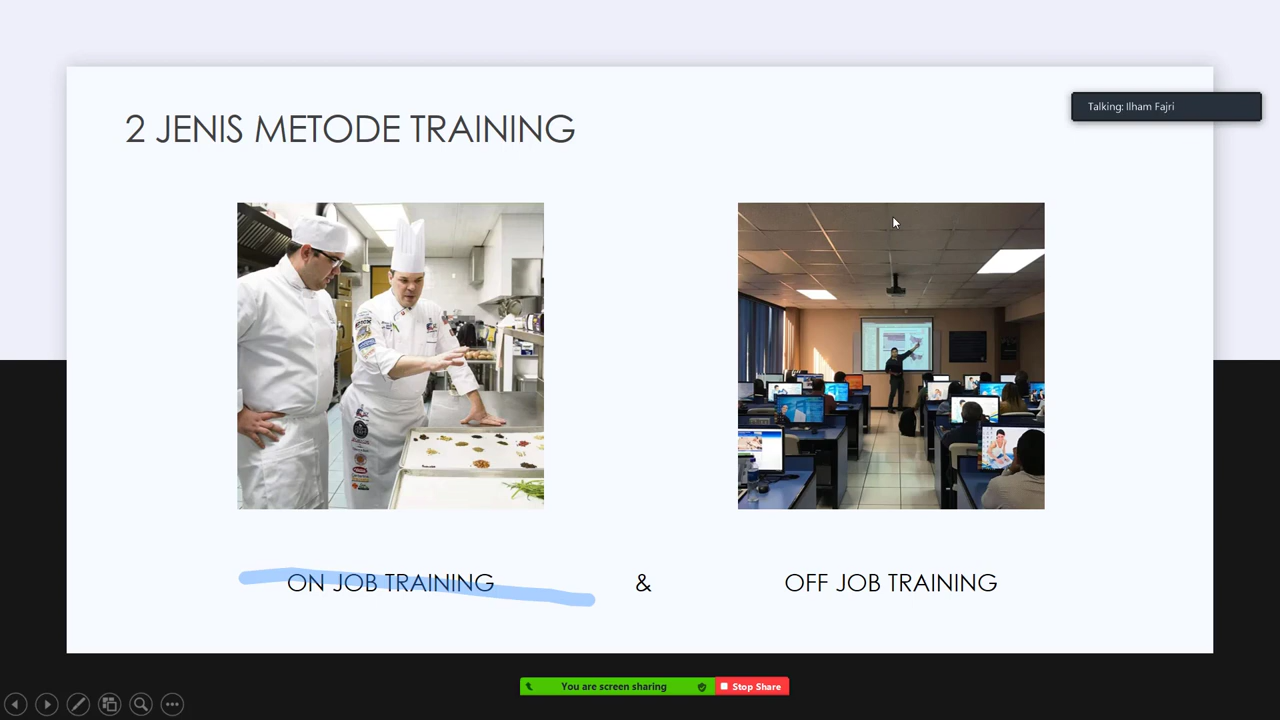 2 JENIS METODE TRAINING
Talking: Ilham Fajri
ON JOB TRAINING
&
OFF JOB TRAINING
You are screen sharing
Stop Share